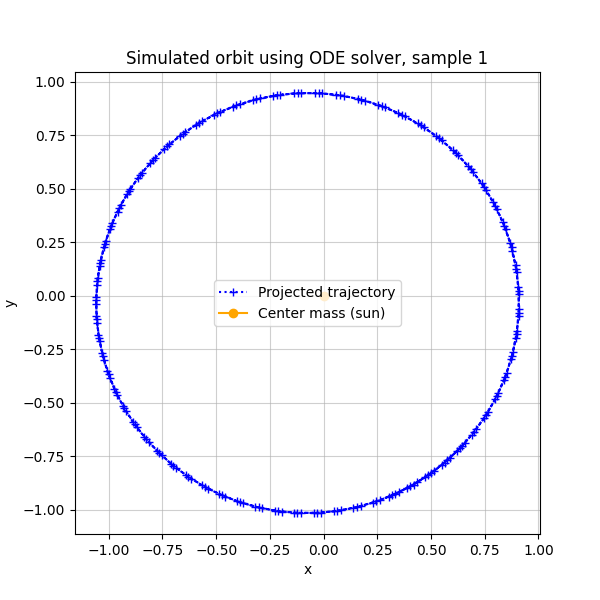 Simulated orbit using ODE solver, sample 1
1.00
0.75
0.50
0.25
0.00
−0.25
−0.50
−0.75
−1.00
y
Projected trajectory
Center mass (sun)
−1.00 −0.75 −0.50 −0.25 0.00 0.25 0.50 0.75 1.00
x